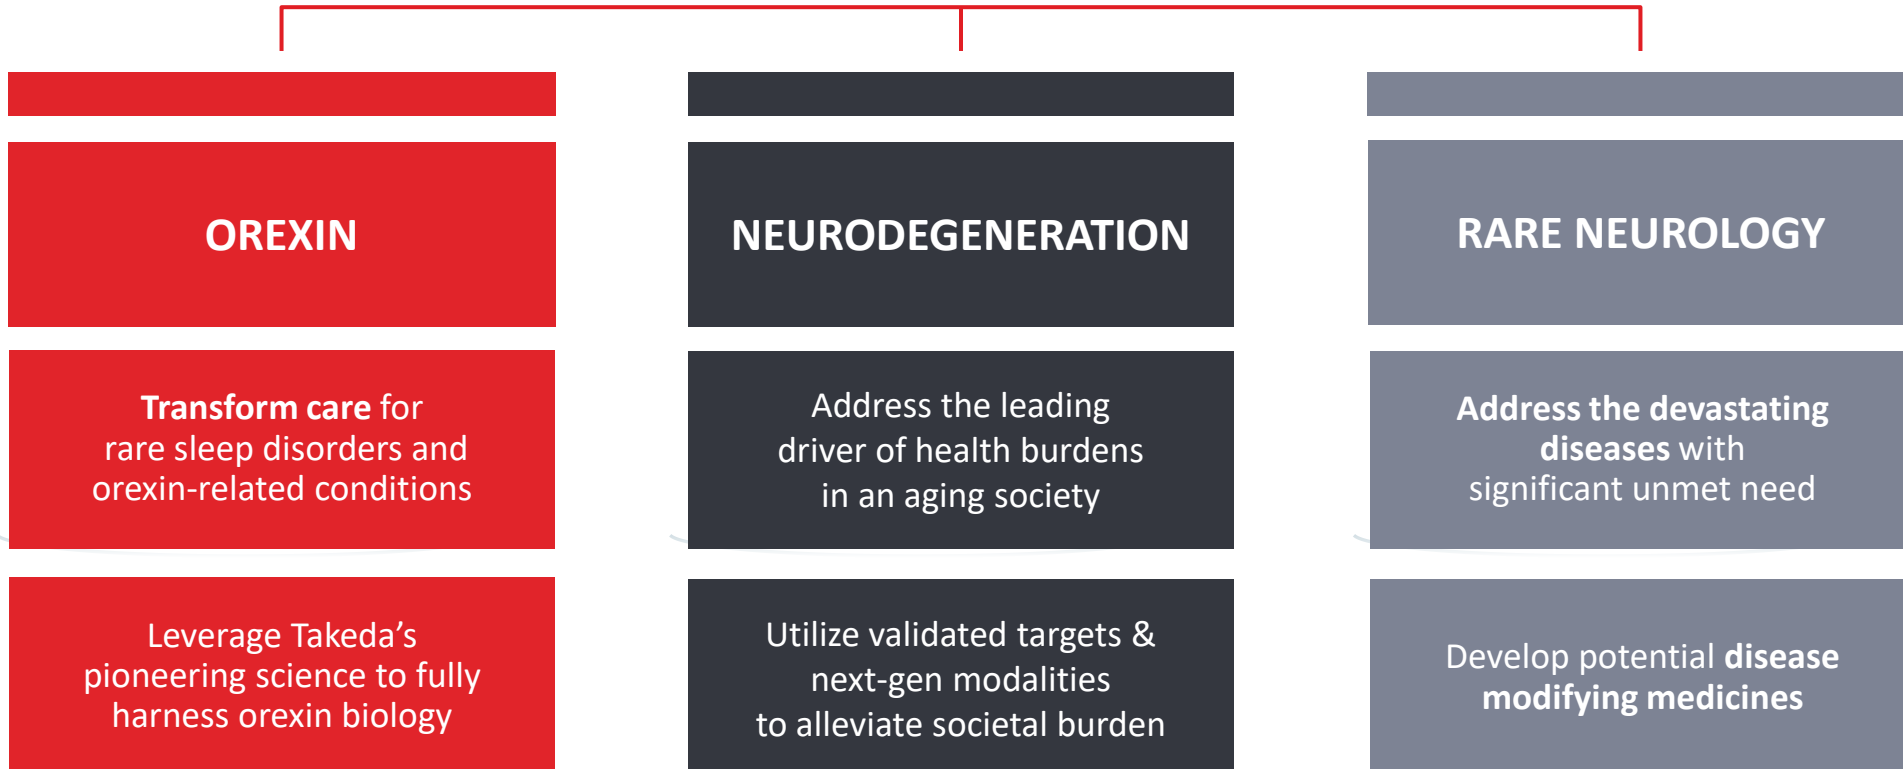 OREXIN
Transform care for
rare sleep disorders and
orexin-related conditions
Leverage Takeda’s
pioneering science to fully
harness orexin biology
NEURODEGENERATION
Address the leading
driver of health burdens
in an aging society
Utilize validated targets &
next-gen modalities
to alleviate societal burden
RARE NEUROLOGY
Address the devastating
diseases with
significant unmet need
Develop potential disease
modifying medicines